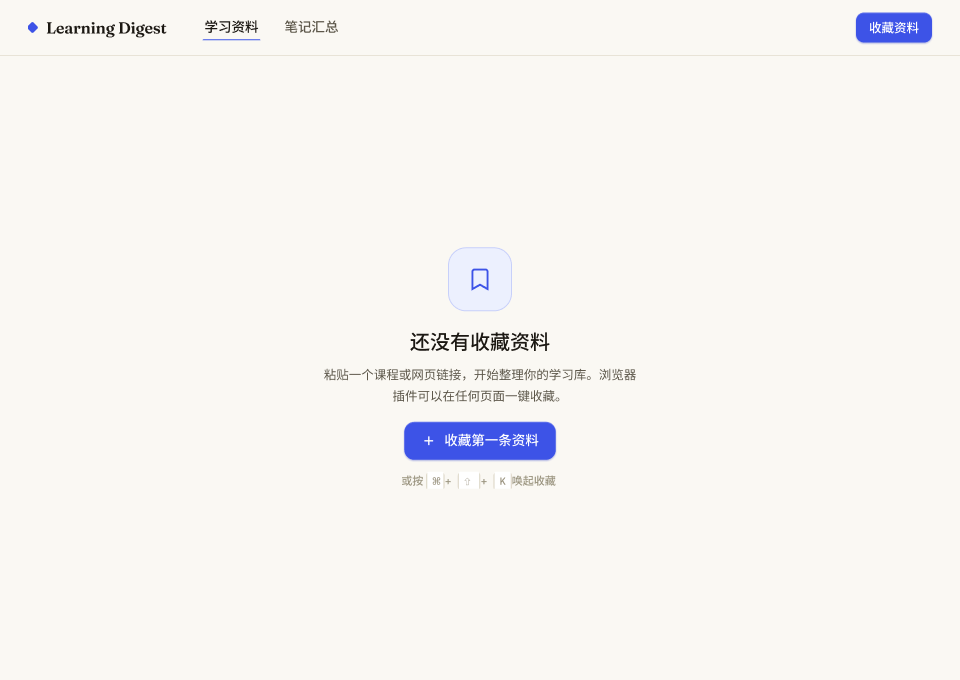 Learning Digest
学习资料
笔记汇总
收藏资料
还没有收藏资料
粘贴一个课程或网页链接，开始整理你的学习库。浏览器
插件可以在任何页面一键收藏。
+ 收藏第一条资料
或按 ⌘ + ⇧ + K 唤起收藏